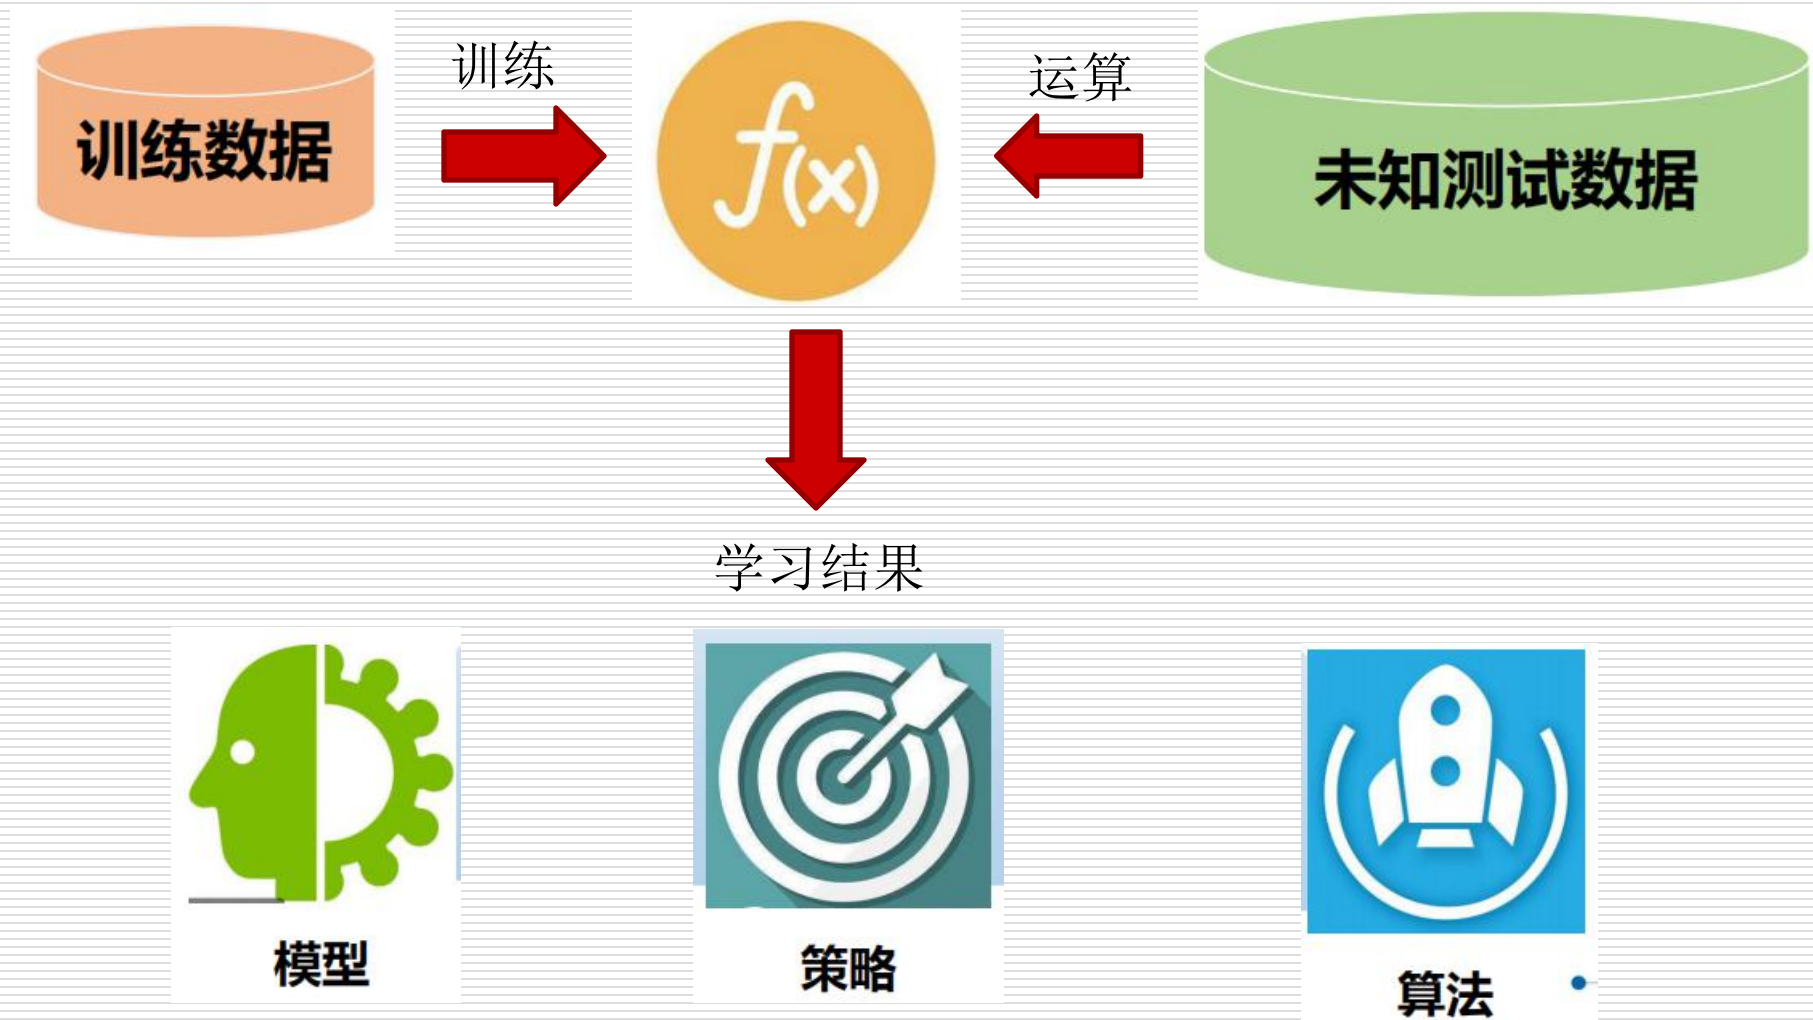 训练数据
训练
f(x)
运算
未知测试数据
学习结果
模型
策略
算法